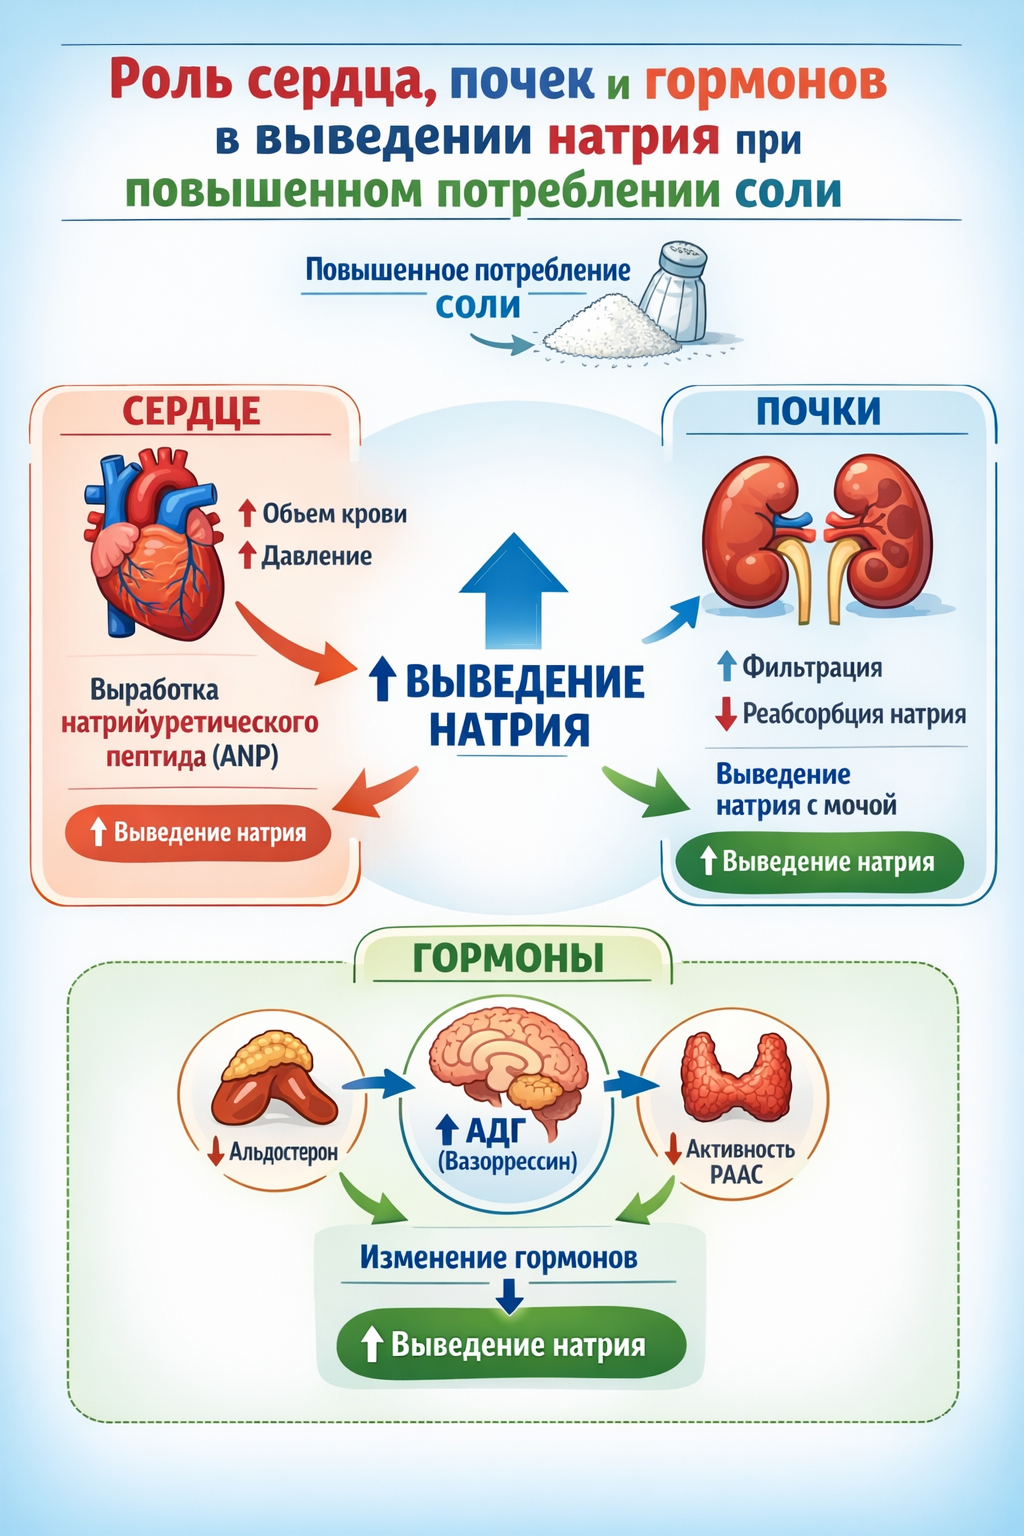 Роль сердца, почек и гормонов
в выведении натрия при
повышенном потреблении соли
Повышенное потребление
соли
СЕРДЦЕ
↑ Обьем крови
↑ Давление
Выработка
натрийуретического
пептида (ANP)
↑ Выведение натрия
↑ ВЫВЕДЕНИЕ
НАТРИЯ
ПОЧКИ
↑ Фильтрация
↓ Реабсорбция натрия
Выведение
натрия с мочой
↑ Выведение натрия
ГОРМОНЫ
↓ Альдостерон
↑ АДГ
(Вазоррессин)
↓ Активность
РААС
Изменение гормонов
↑ Выведение натрия